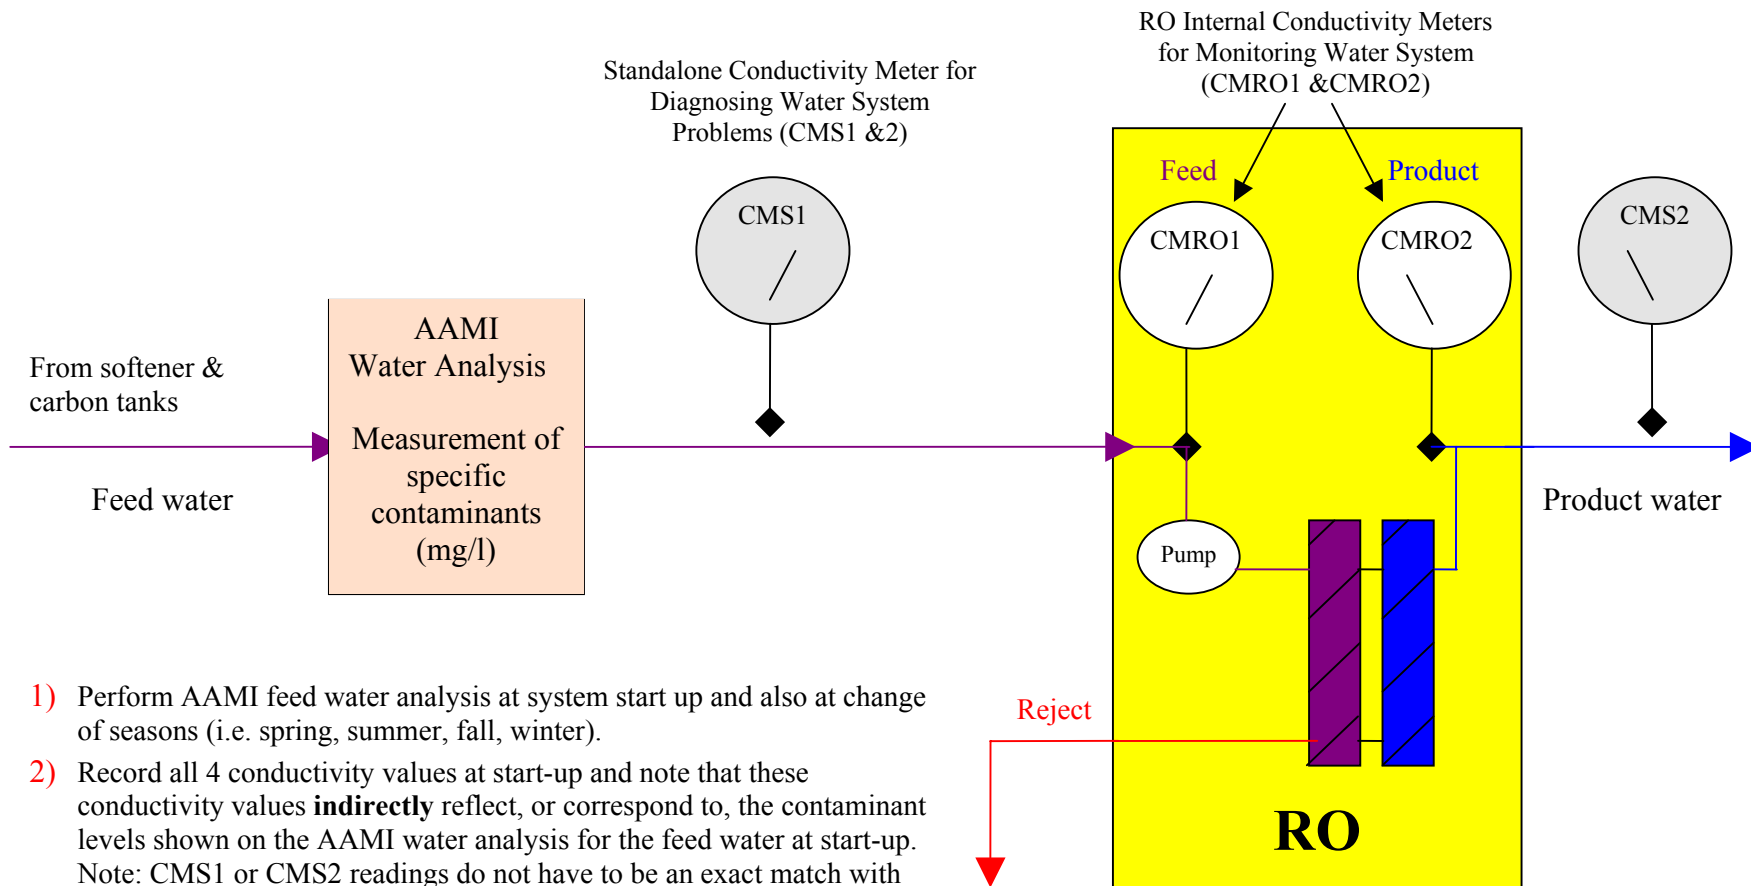 RO Internal Conductivity Meters
for Monitoring Water System
(CMRO1 &CMRO2)
Standalone Conductivity Meter for
Diagnosing Water System
Problems (CMS1 &2)
Feed
Product
CMS1
CMRO1
CMRO2
CMS2
AAMI
Water Analysis
Measurement of
specific
contaminants
(mg/l)
From softener &
carbon tanks
Feed water
Product water
Pump
Reject
RO
1) Perform AAMI feed water analysis at system start up and also at change
of seasons (i.e. spring, summer, fall, winter).
2) Record all 4 conductivity values at start-up and note that these
conductivity values indirectly reflect, or correspond to, the contaminant
levels shown on the AAMI water analysis for the feed water at start-up.
Note: CMS1 or CMS2 readings do not have to be an exact match with